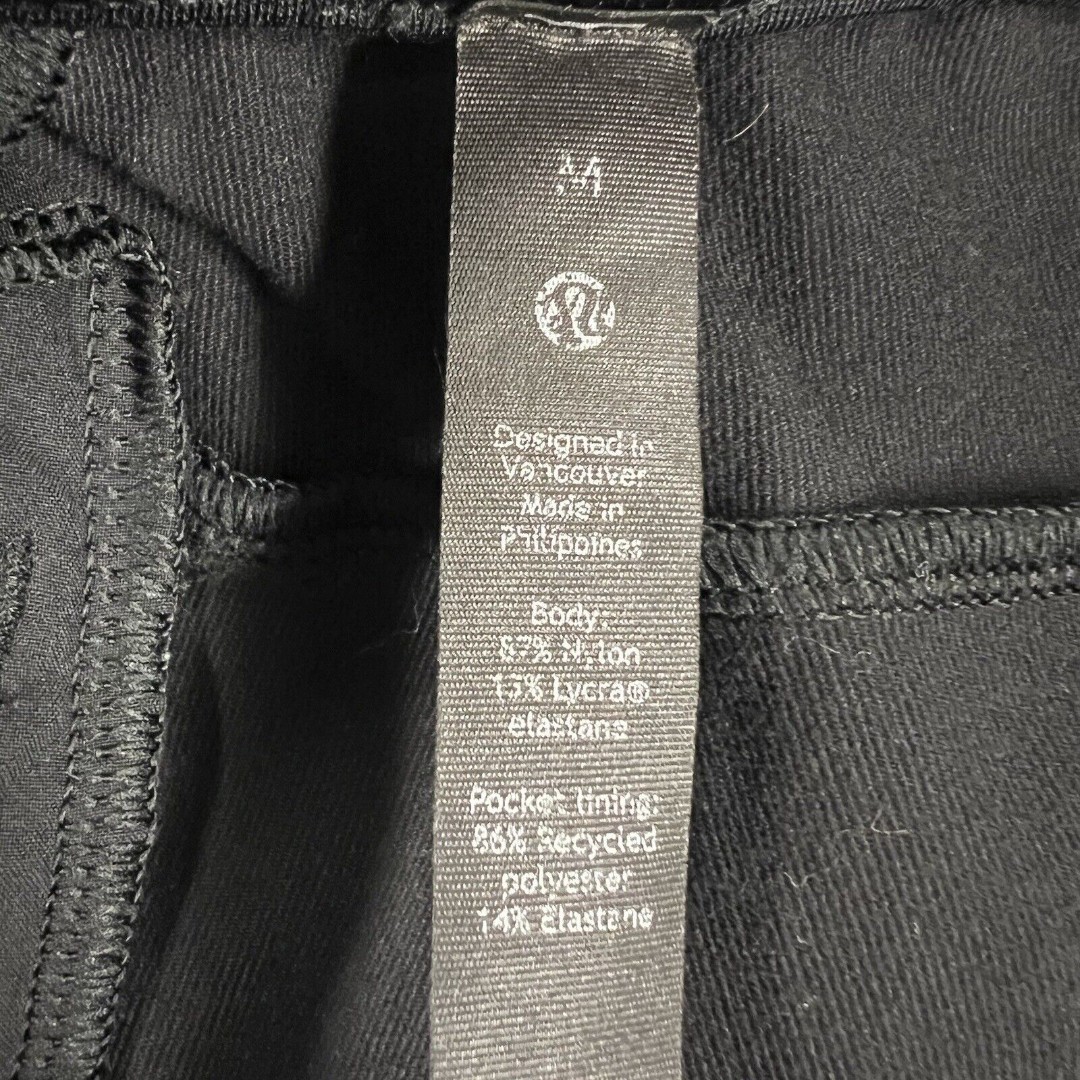 Designed in
Vancouver
Made in
Philippines
Body:
87% Nylon
13% Lycra®
elastane
Pocket lining:
86% Recycled
polyester
14% Elastane